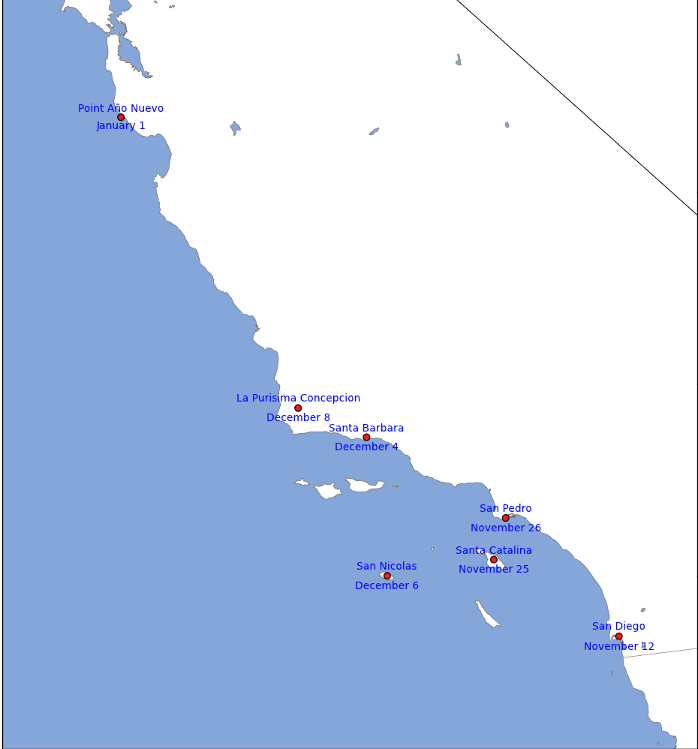 Point Año Nuevo
January 1
La Purisima Concepcion
December 8
Santa Barbara
December 4
San Pedro
November 26
Santa Catalina
November 25
San Nicolas
December 6
San Diego
November 12